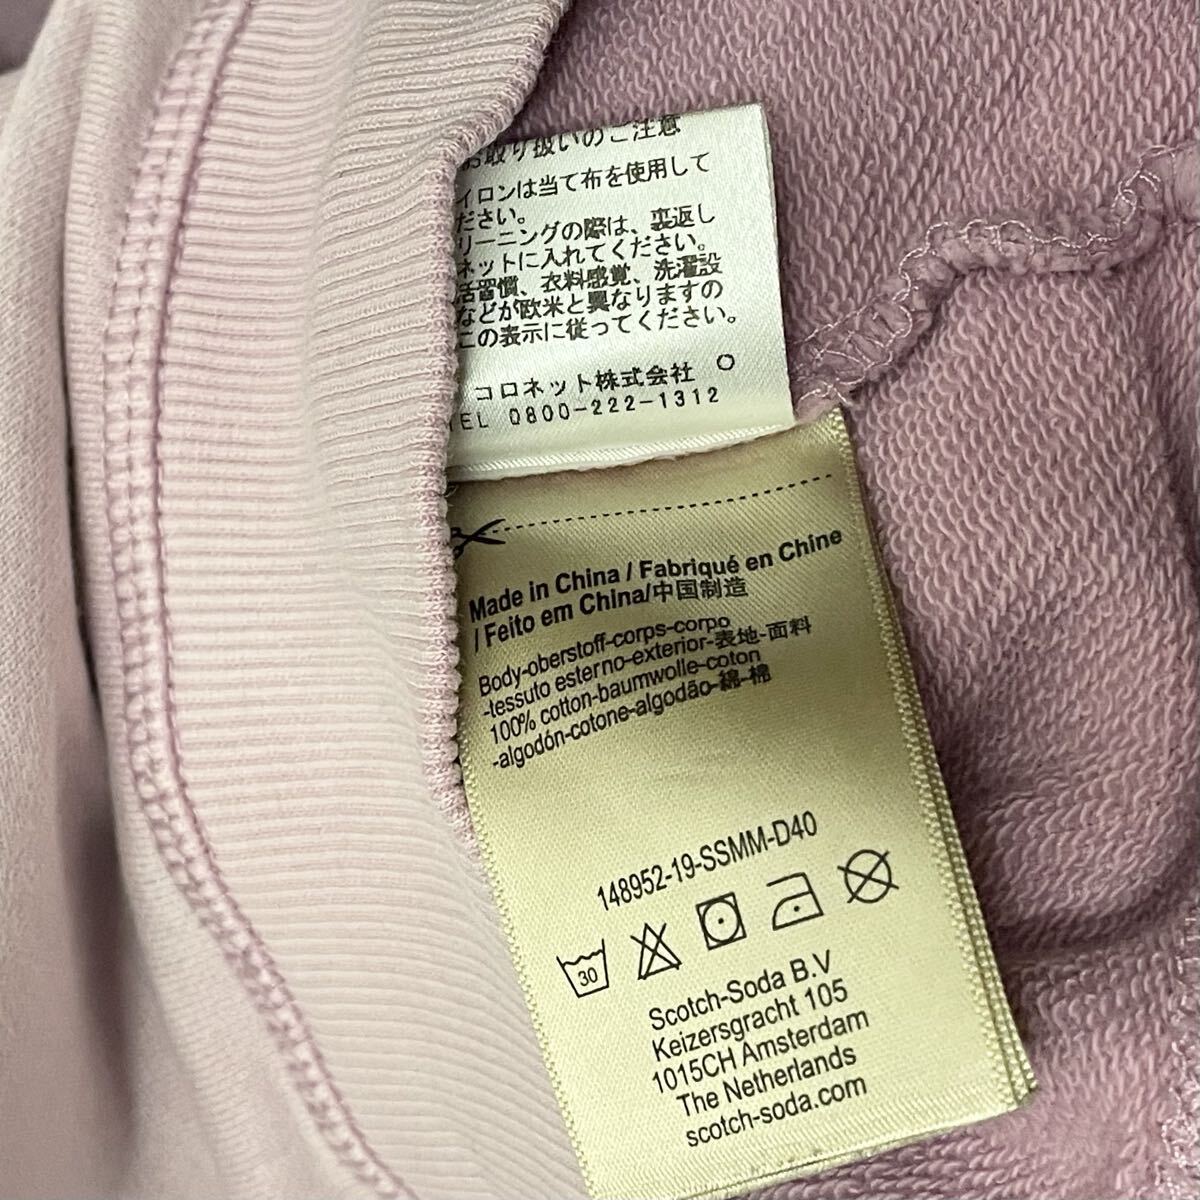 お取り扱いのご注意
イロンは当て布を使用して
ださい。
リーニングの際は、裏返し
ネットに入れてください。
活習慣、衣料感覚、洗濯設
などが欧米と異なりますの
この表示に従ってください。
コロネット株式会社 O
TEL 0800-222-1312
Made in China / Fabriqué en Chine
/ Feito em China/中国制造
Body-oberstoff-corps-corpo
-tessuto esterno-exterior-表地-面料
100% cotton-baumwolle-coton
-algodón-cotone-algodão-綿-棉
148952-19-SSMM-D40
30
Scotch-Soda B.V
Keizersgracht 105
1015CH Amsterdam
The Netherlands
scotch-soda.com